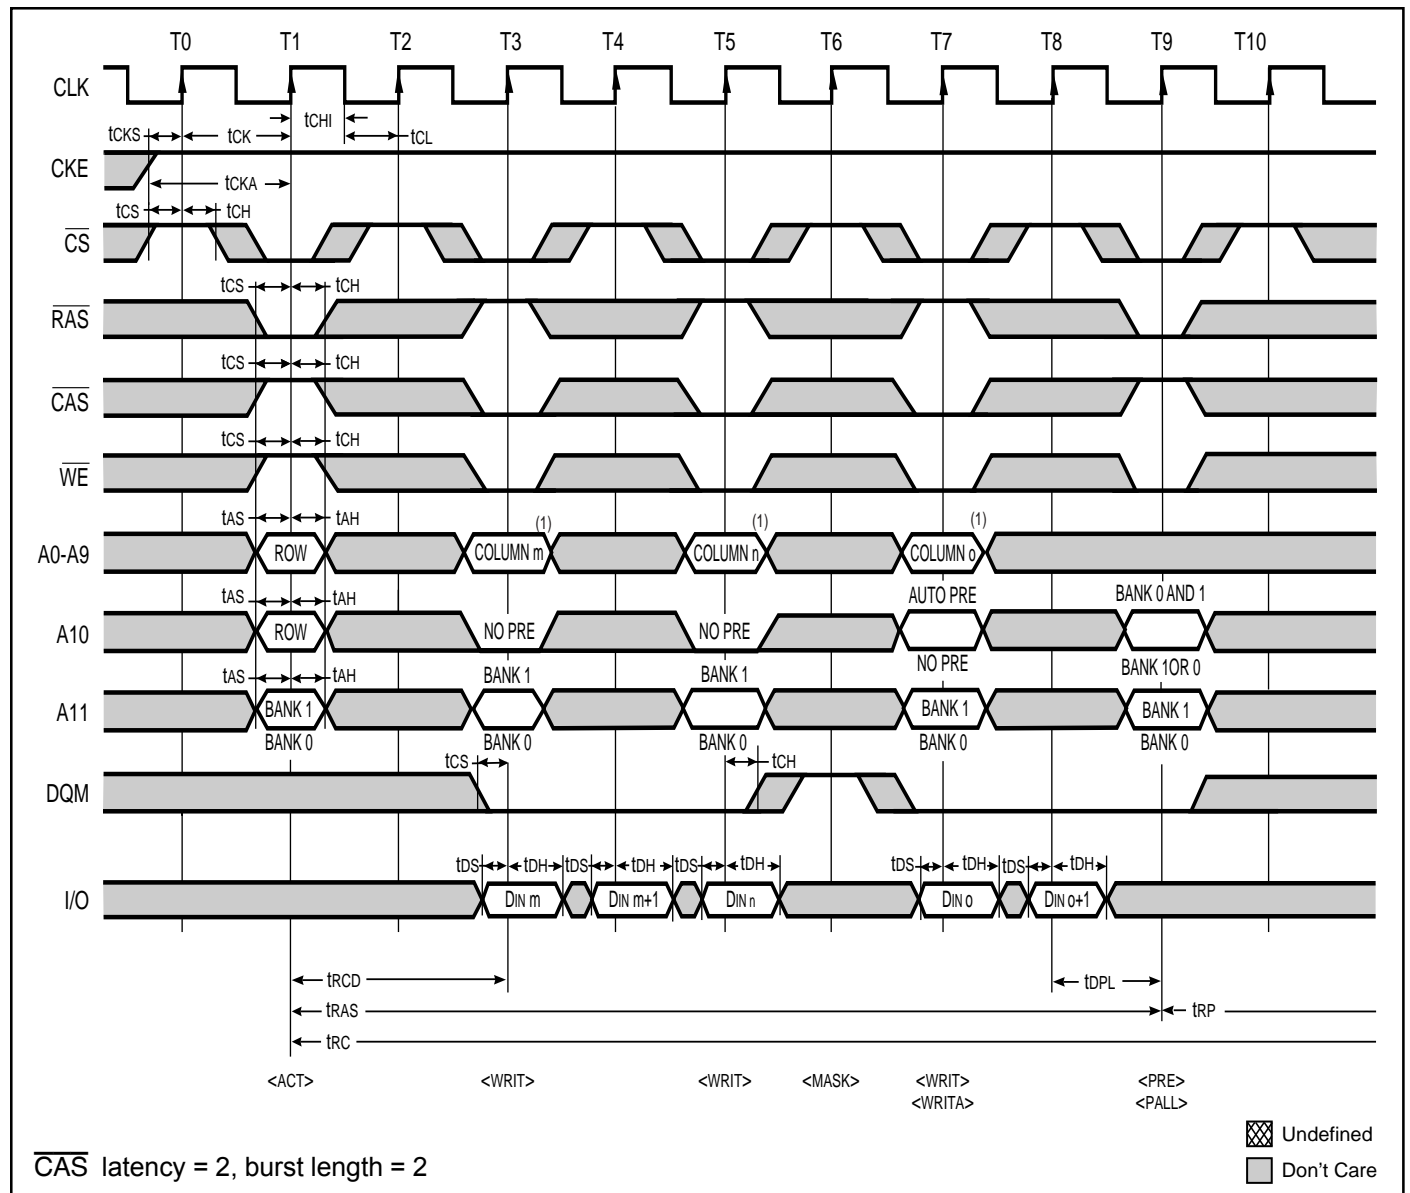 T0 T1 T2 T3 T4 T5 T6 T7 T8 T9 T10
CLK
tCHI
tCKS tCK tCL
CKE
tCKA
tCS tCH
CS
tCS tCH
RAS
tCS tCH
CAS
tCS tCH
WE
tAS tAH (1) (1) (1)
A0-A9 ROW COLUMN m COLUMN n COLUMN o
tAS tAH AUTO PRE BANK 0 AND 1
A10 ROW NO PRE NO PRE
NO PRE BANK 1OR 0
tAS tAH BANK 1 BANK 1
A11 BANK 1 BANK 1 BANK 1
BANK 0 BANK 0 BANK 0 BANK 0 BANK 0
tCS tCH
DQM
tDS tDH tDS tDH tDS tDH tDS tDH tDS tDH
I/O DIN m DIN m+1 DIN n DIN o DIN o+1
tRCD tDPL
tRAS tRP
tRC
<ACT> <WRIT> <WRIT> <MASK> <WRIT> <PRE>
<WRITA> <PALL>
Undefined
CAS latency = 2, burst length = 2
Don't Care